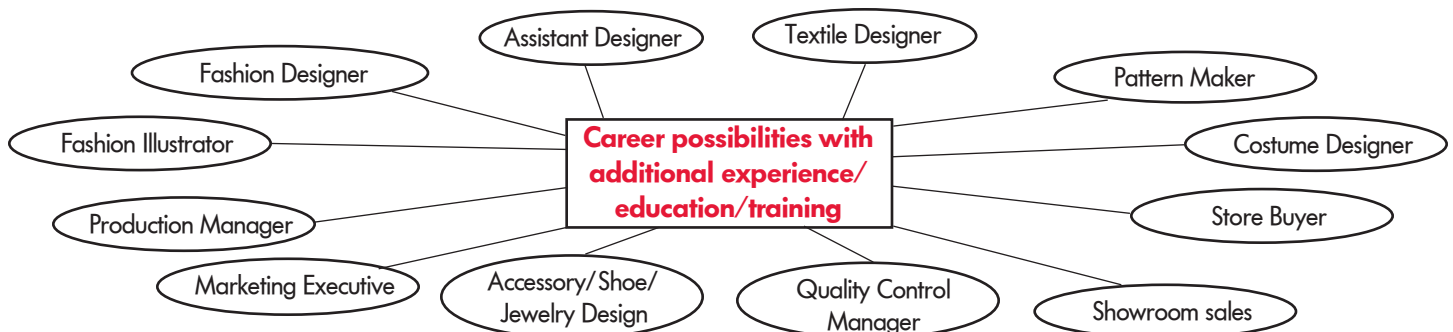 Assistant Designer
Textile Designer
Fashion Designer
Pattern Maker
Fashion Illustrator
Career possibilities with
additional experience/
education/training
Costume Designer
Production Manager
Store Buyer
Marketing Executive
Accessory/Shoe/
Jewelry Design
Quality Control
Manager
Showroom sales